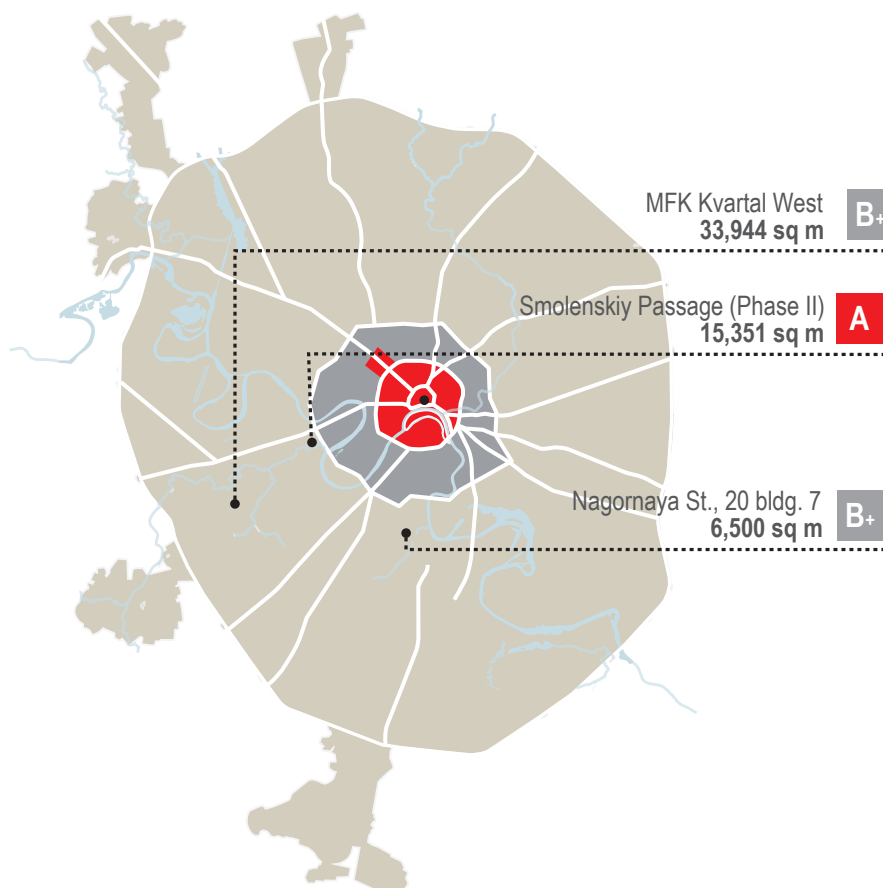 MFK Kvartal West
33,944 sq m
B+
Smolenskiy Passage (Phase II)
15,351 sq m
A
Nagornaya St., 20 bldg. 7
6,500 sq m
B+